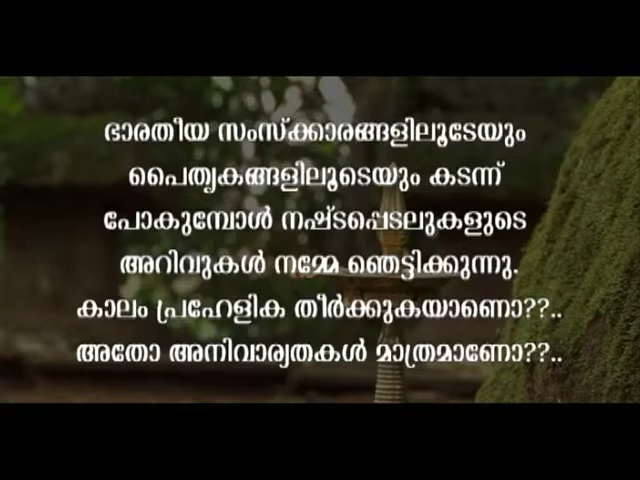 ഭാരതീയ സംസ്ക്കാരങ്ങളിലൂടേയും
പൈതൃകങ്ങളിലൂടെയും കടന്ന്
പോകുമ്പോൾ നഷ്ടപ്പെടലുകളുടെ
അറിവുകൾ നമ്മേ ഞെട്ടിക്കുന്നു.
കാലം പ്രഹേളിക തീർക്കുകയാണൊ??..
അതോ അനിവാര്യതകൾ മാത്രമാണോ??..